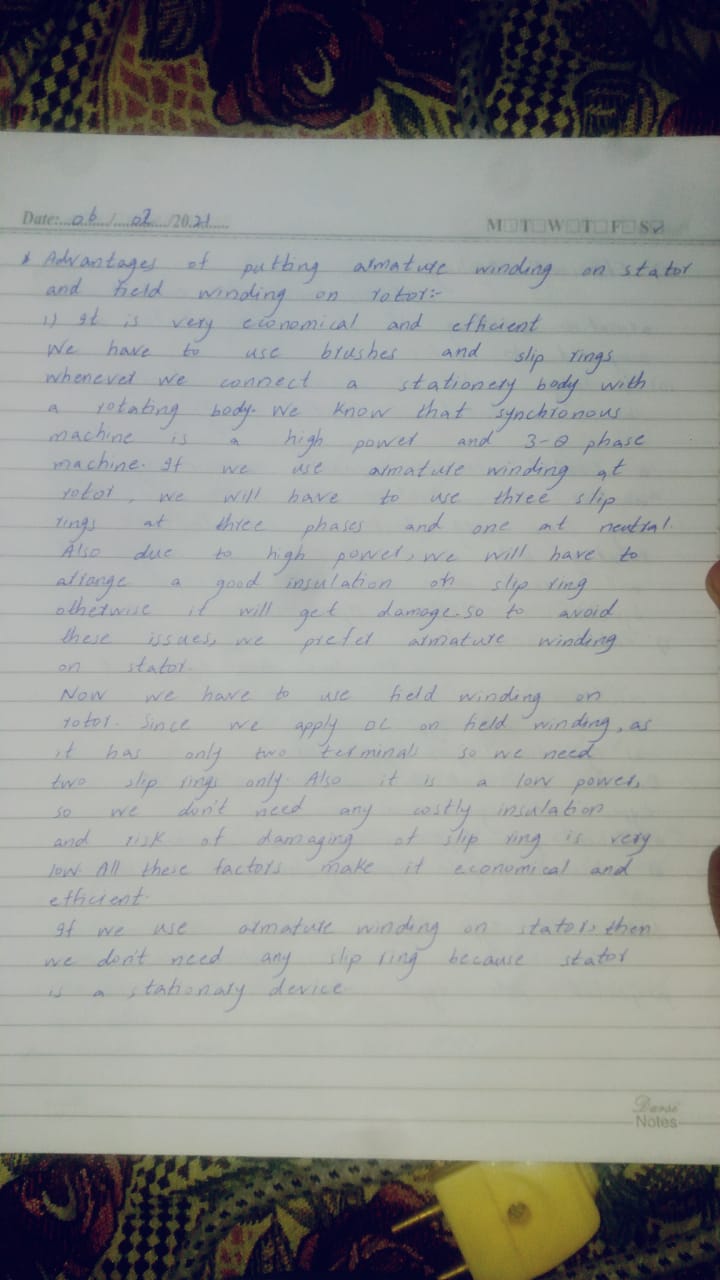 Date: 06 / 02 /2021 M T W T F S
* Advantages of putting armature winding on stator
and field winding on rotor:-
1) It is very economical and efficient
We have to use brushes and slip rings
whenever we connect a stationery body with
a rotating body. We know that synchronous
machine is a high power and 3-Ø phase
machine. If we use armature winding at
rotor, we will have to use three slip
rings at three phases and one at neutral.
Also due to high power, we will have to
arrange a good insulation on slip ring
otherwise it will get damage. so to avoid
these issues, we prefer armature winding
on stator.
Now we have to use field winding on
rotor. Since we apply DC on field winding, as
it has only two terminals so we need
two slip rings only. Also it is a low power,
so we don't need any costly insulation
and risk of damaging of slip ring is very
low. All these factors make it economical and
efficient.
If we use armature winding on stator, then
we don't need any slip ring because stator
is a stationary device
Notes